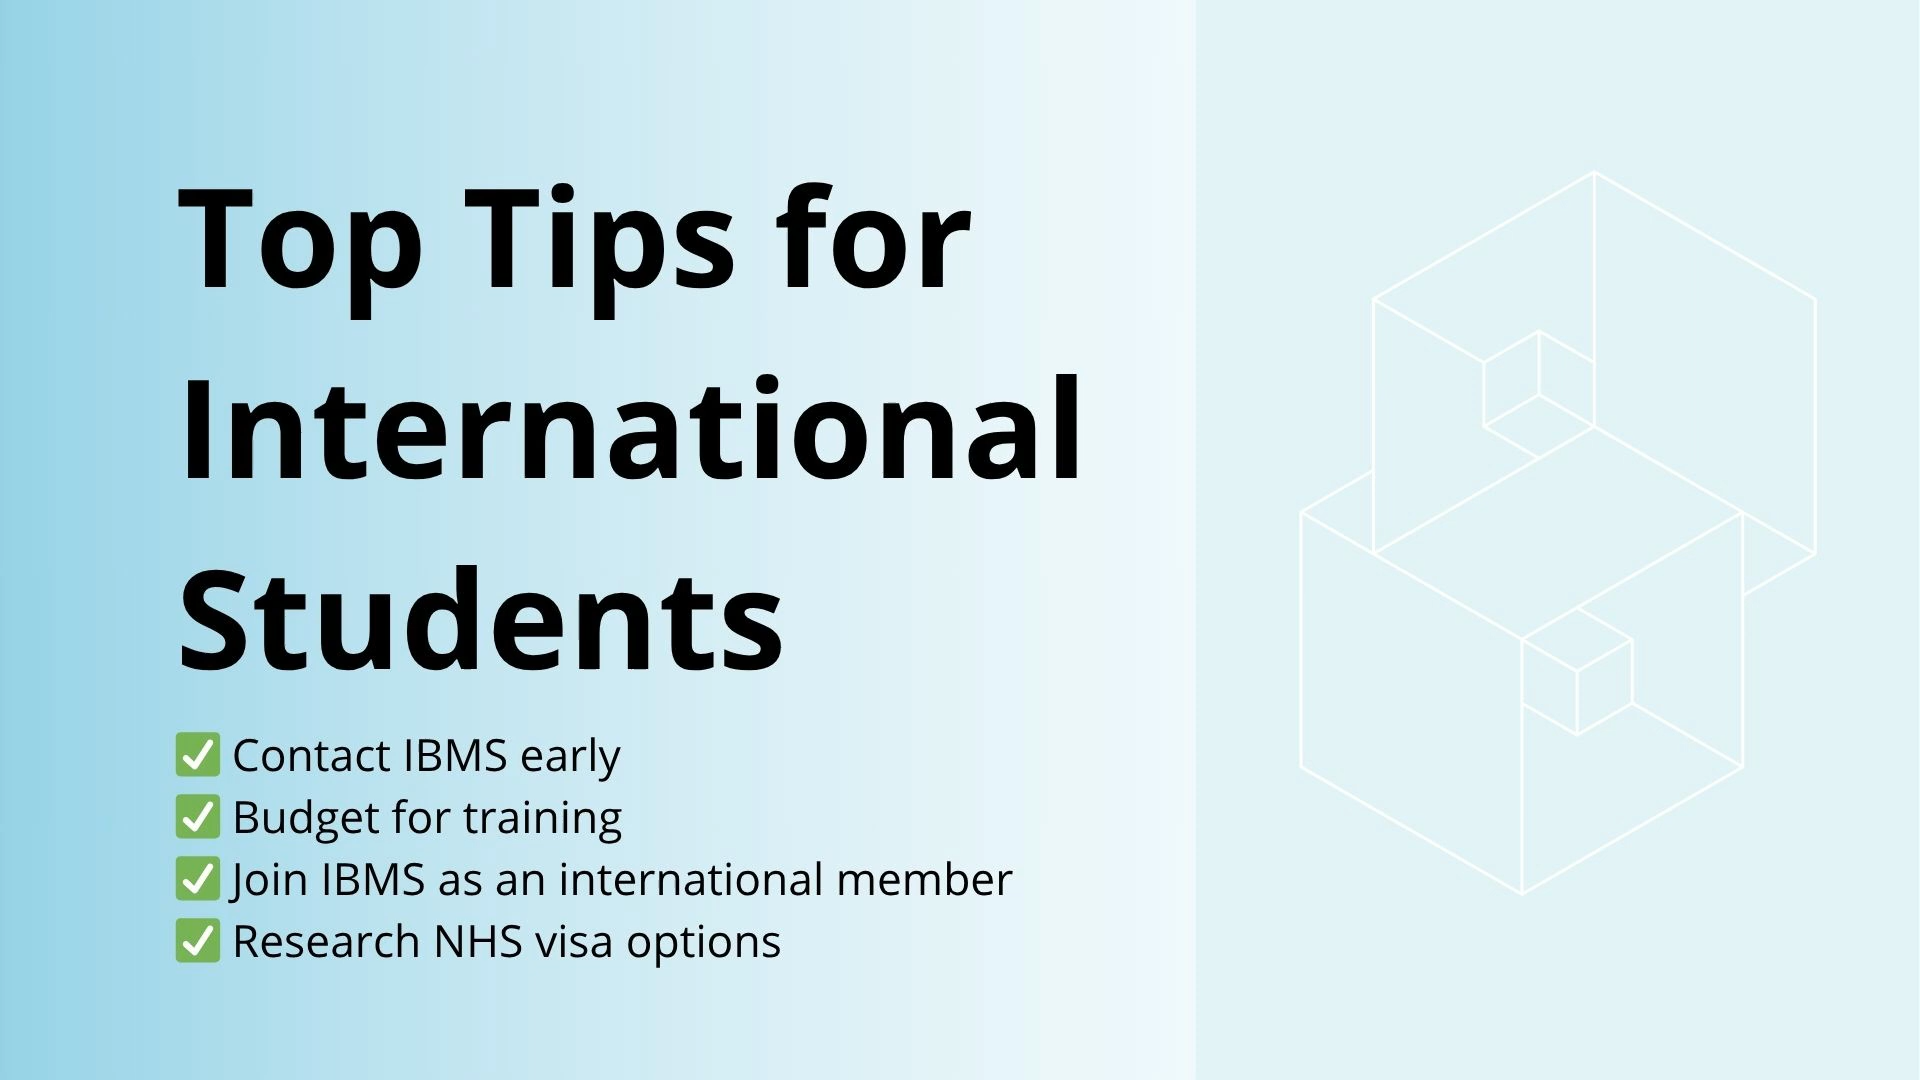 Top Tips for
International
Students
✅ Contact IBMS early
✅ Budget for training
✅ Join IBMS as an international member
✅ Research NHS visa options